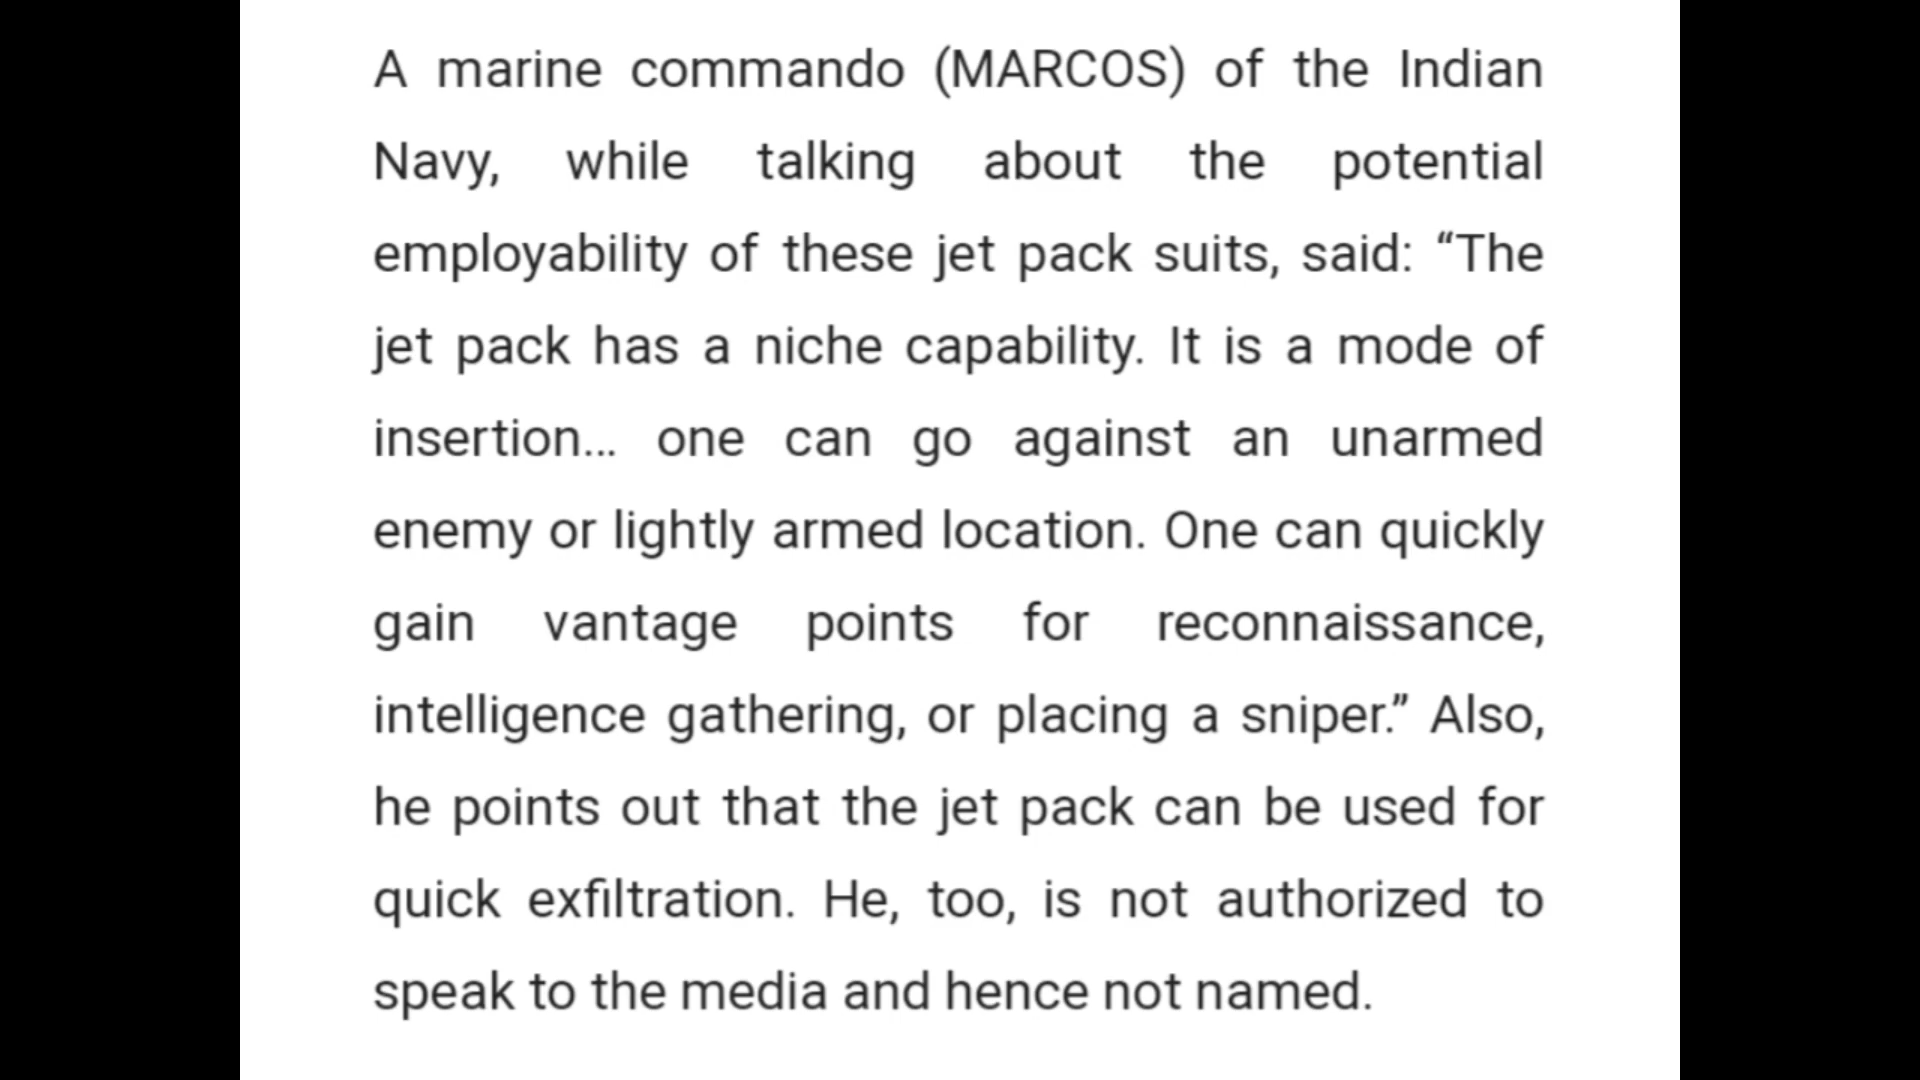 A marine commando (MARCOS) of the Indian
Navy, while talking about the potential
employability of these jet pack suits, said: “The
jet pack has a niche capability. It is a mode of
insertion… one can go against an unarmed
enemy or lightly armed location. One can quickly
gain vantage points for reconnaissance,
intelligence gathering, or placing a sniper.” Also,
he points out that the jet pack can be used for
quick exfiltration. He, too, is not authorized to
speak to the media and hence not named.